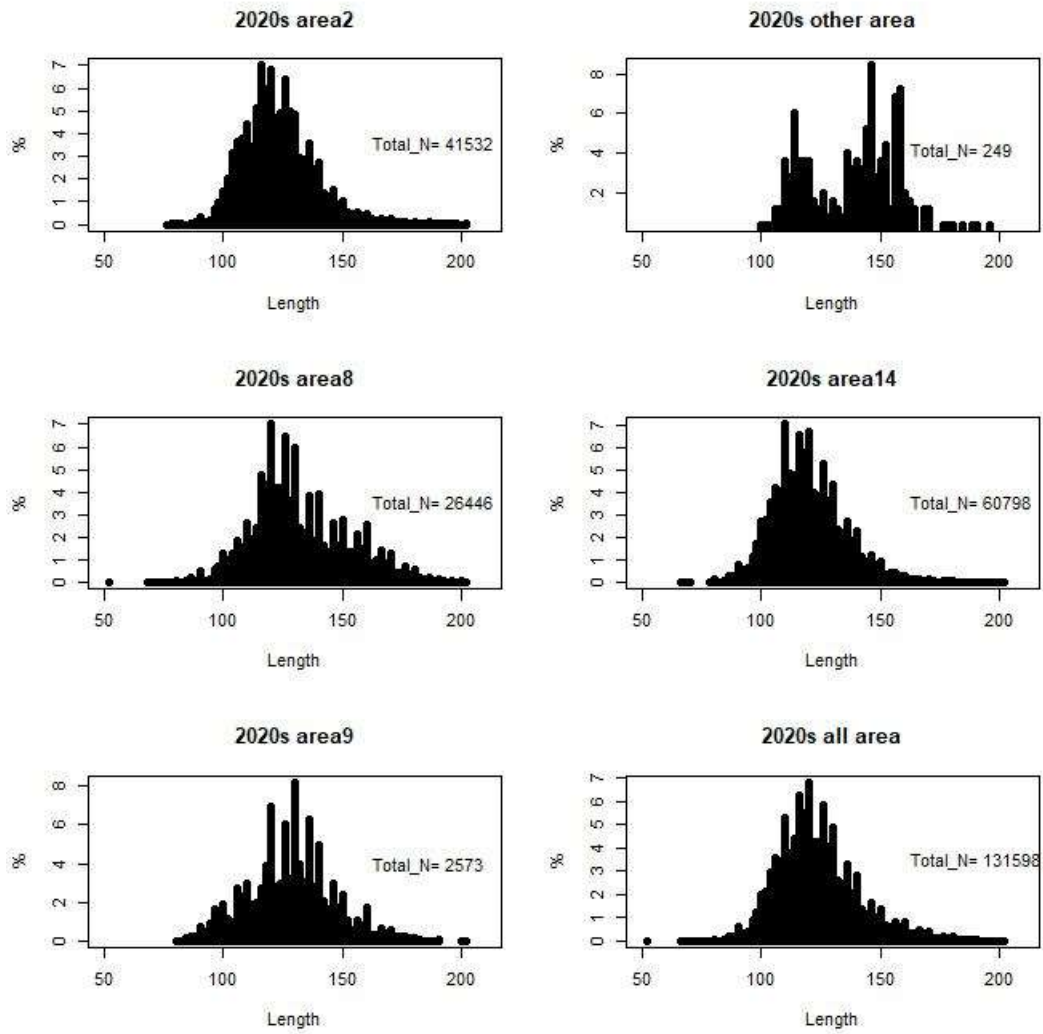 2020s area2
%
7
6
5
4
3
2
1
0
Total_N= 41532
50 100 150 200
Length
2020s other area
%
8
6
4
2
Total_N= 249
50 100 150 200
Length
2020s area8
%
7
6
5
4
3
2
1
0
Total_N= 26446
50 100 150 200
Length
2020s area14
%
7
6
5
4
3
2
1
0
Total_N= 60798
50 100 150 200
Length
2020s area9
%
8
6
4
2
0
Total_N= 2573
50 100 150 200
Length
2020s all area
%
7
6
5
4
3
2
1
0
Total_N= 131598
50 100 150 200
Length